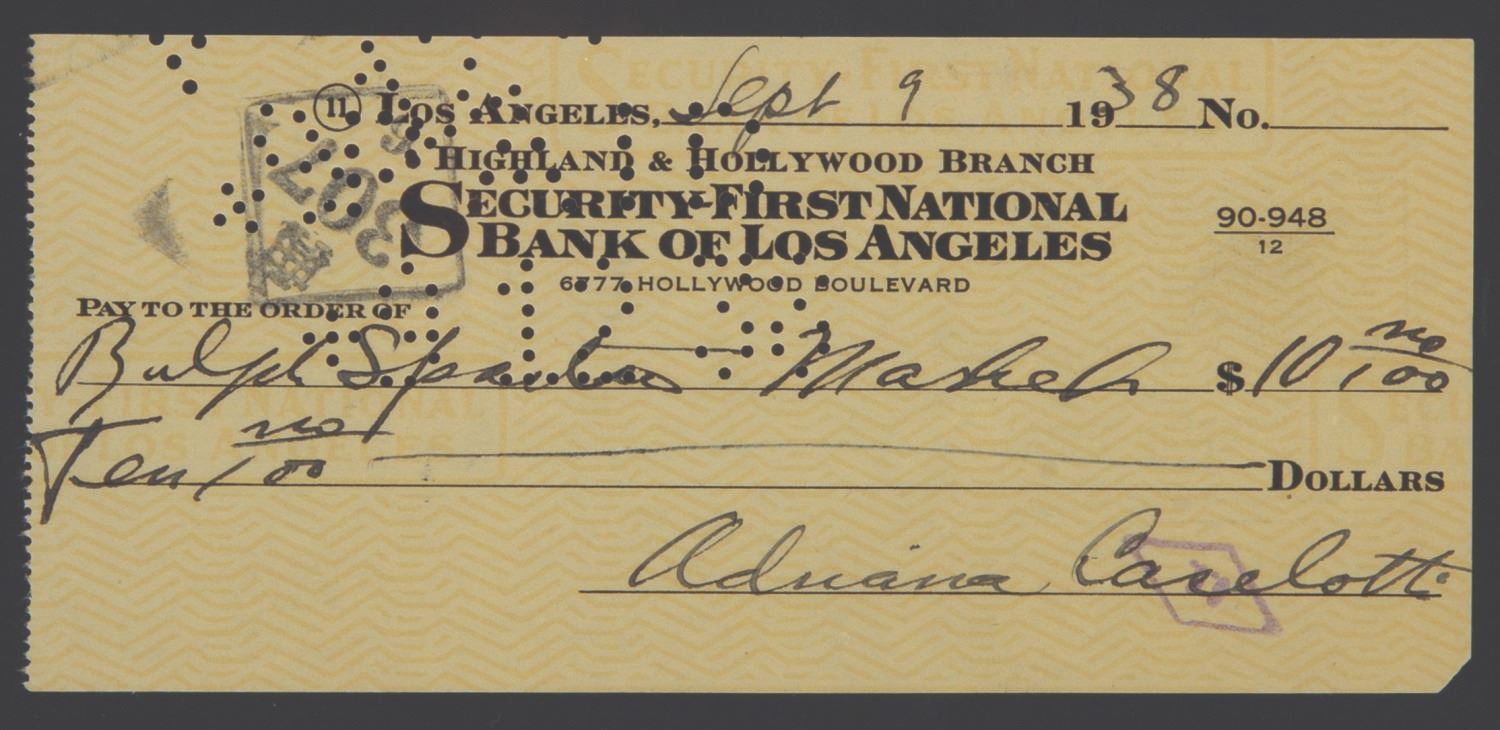 11 Los Angeles, Sept 9 1938 No.
Highland & Hollywood Branch
Security-First National
Bank of Los Angeles
90-948
12
6777 Hollywood Boulevard
307
Pay to the order of
Market $10 no/100
Ten no/100 Dollars
Adriana Caselotti